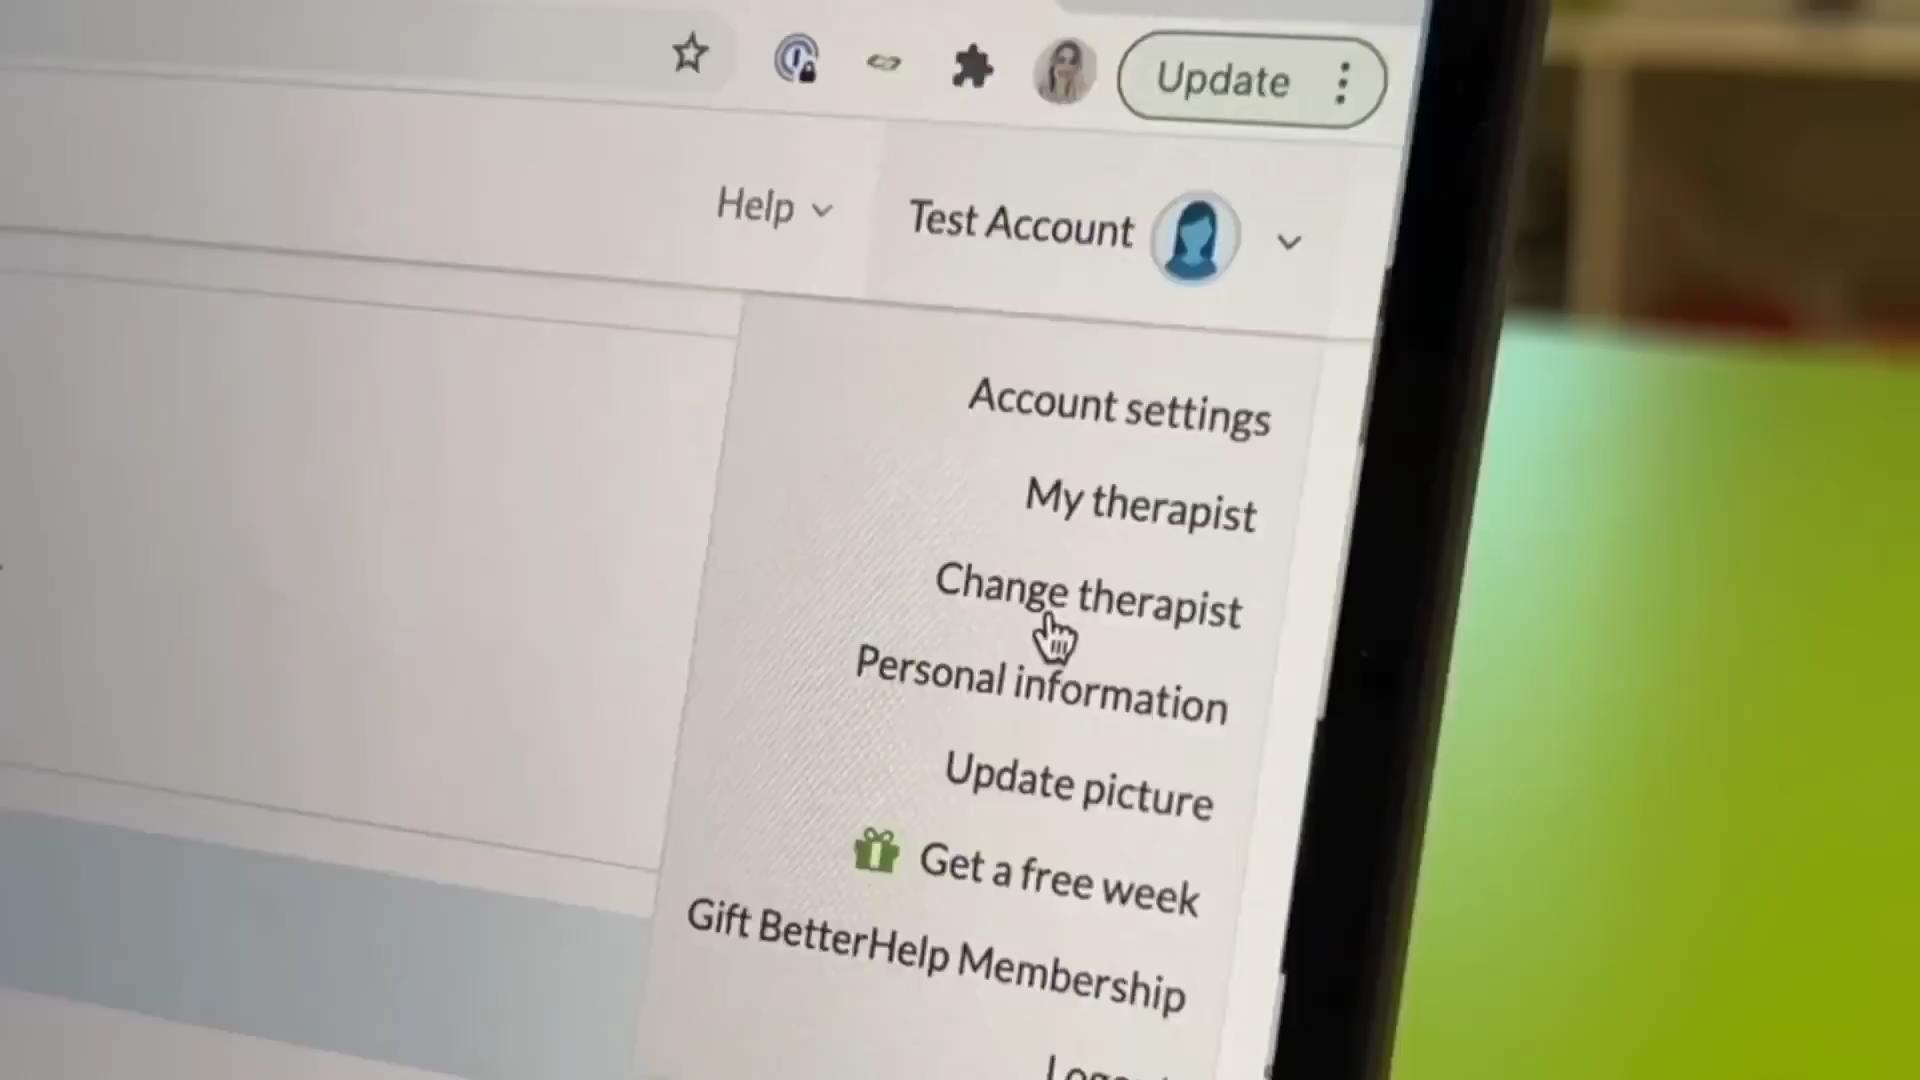 Update
Help
Test Account
Account settings
My therapist
Change therapist
Personal information
Update picture
Get a free week
Gift BetterHelp Membership